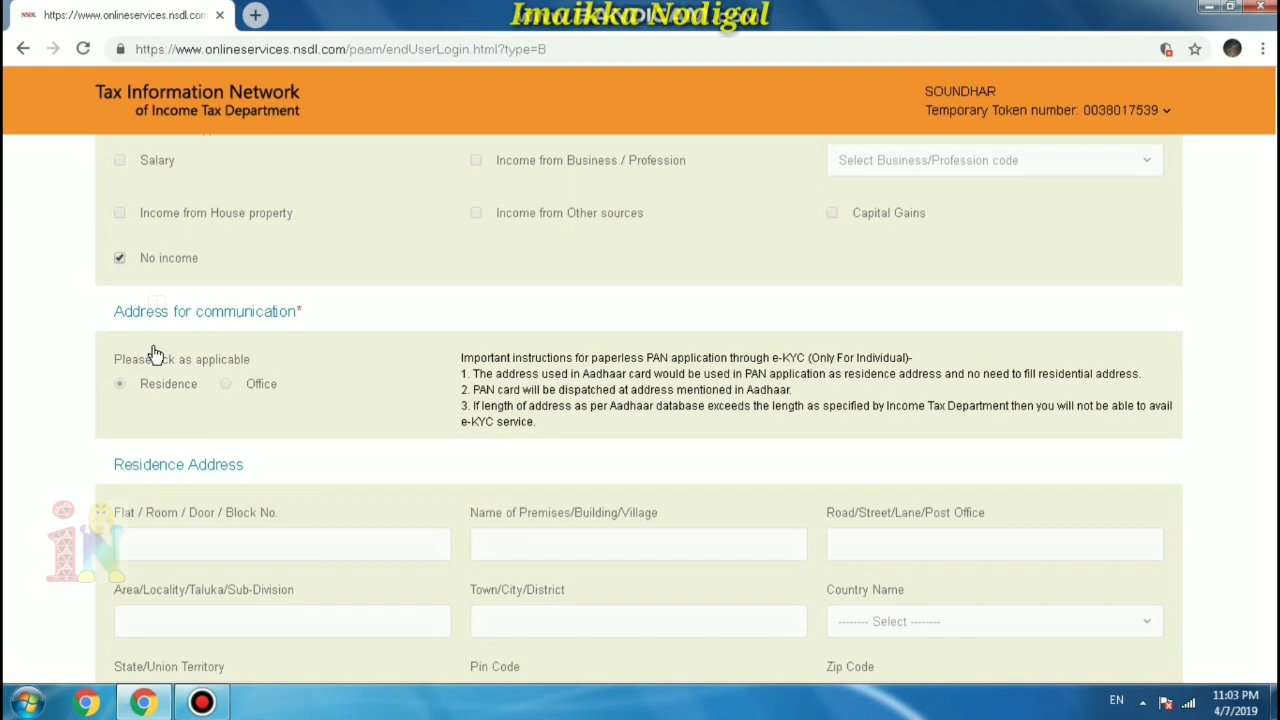 https://www.onlineservices.nsdl.com
Imaikka Nodigal
https://www.onlineservices.nsdl.com/paam/endUserLogin.html?type=B
Tax Information Network
of Income Tax Department
SOUNDHAR
Temporary Token number: 0038017539
Salary
Income from Business / Profession
Select Business/Profession code
Income from House property
Income from Other sources
Capital Gains
No income
Address for communication*
Please ck as applicable
Residence
Office
Important instructions for paperless PAN application through e-KYC (Only For Individual)-
1. The address used in Aadhaar card would be used in PAN application as residence address and no need to fill residential address.
2. PAN card will be dispatched at address mentioned in Aadhaar.
3. If length of address as per Aadhaar database exceeds the length as specified by Income Tax Department then you will not be able to avail
e-KYC service.
Residence Address
Flat / Room / Door / Block No.
Name of Premises/Building/Village
Road/Street/Lane/Post Office
Area/Locality/Taluka/Sub-Division
Town/City/District
Country Name
-------- Select --------
State/Union Territory
Pin Code
Zip Code
iN
EN
11:03 PM
4/7/2019